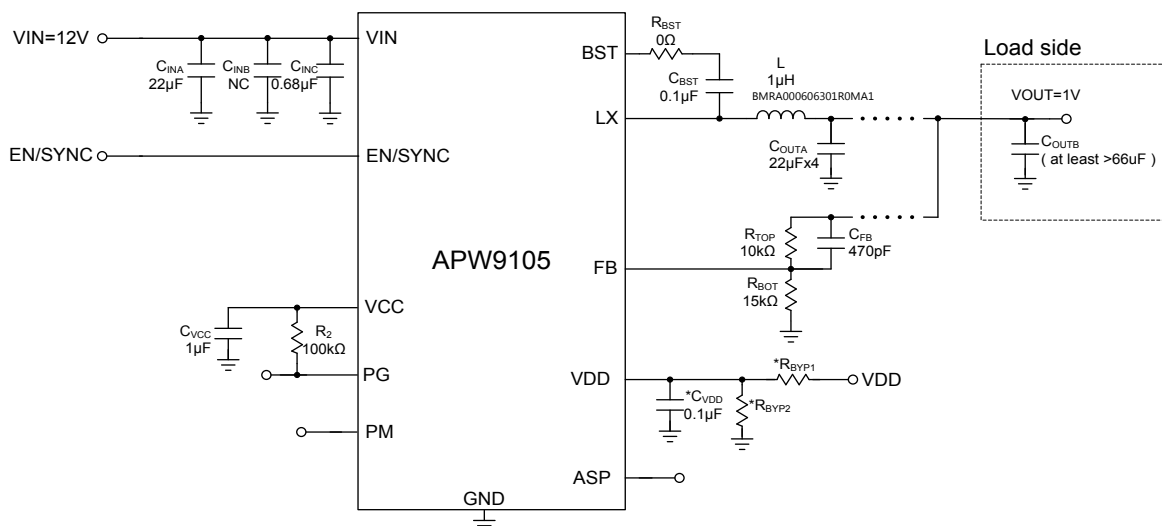 VIN=12V
VIN
CINA
22µF
CINB
NC
CINC
0.68µF
EN/SYNC
EN/SYNC
APW9105
VCC
CVCC
1µF
R2
100kΩ
PG
PM
GND
BST
RBST
0Ω
CBST
0.1µF
L
1µH
BMRA000606301R0MA1
LX
COUTA
22µFx4
Load side
VOUT=1V
COUTB
( at least >66uF )
RTOP
10kΩ
CFB
470pF
FB
RBOT
15kΩ
VDD
*RBYP1
VDD
*CVDD
0.1µF
*RBYP2
ASP